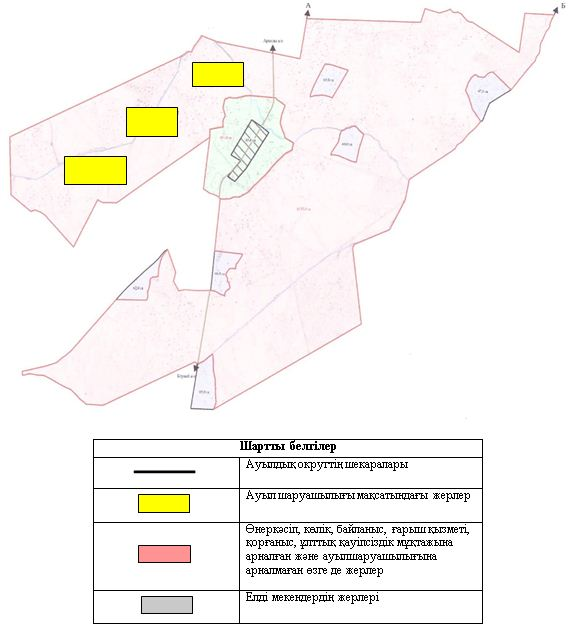 А
Б
Шартты белгілер
Ауылдық округтің шекаралары
Ауыл шаруашылығы мақсатындағы жерлер
Өнеркәсіп, көлік, байланыс, ғарыш қызметі,
қорғаныс, ұлттық қауіпсіздік мұқтажына
арналған және ауылшаруашылығына
арналмаған өзге де жерлер
Елді мекендердің жерлері